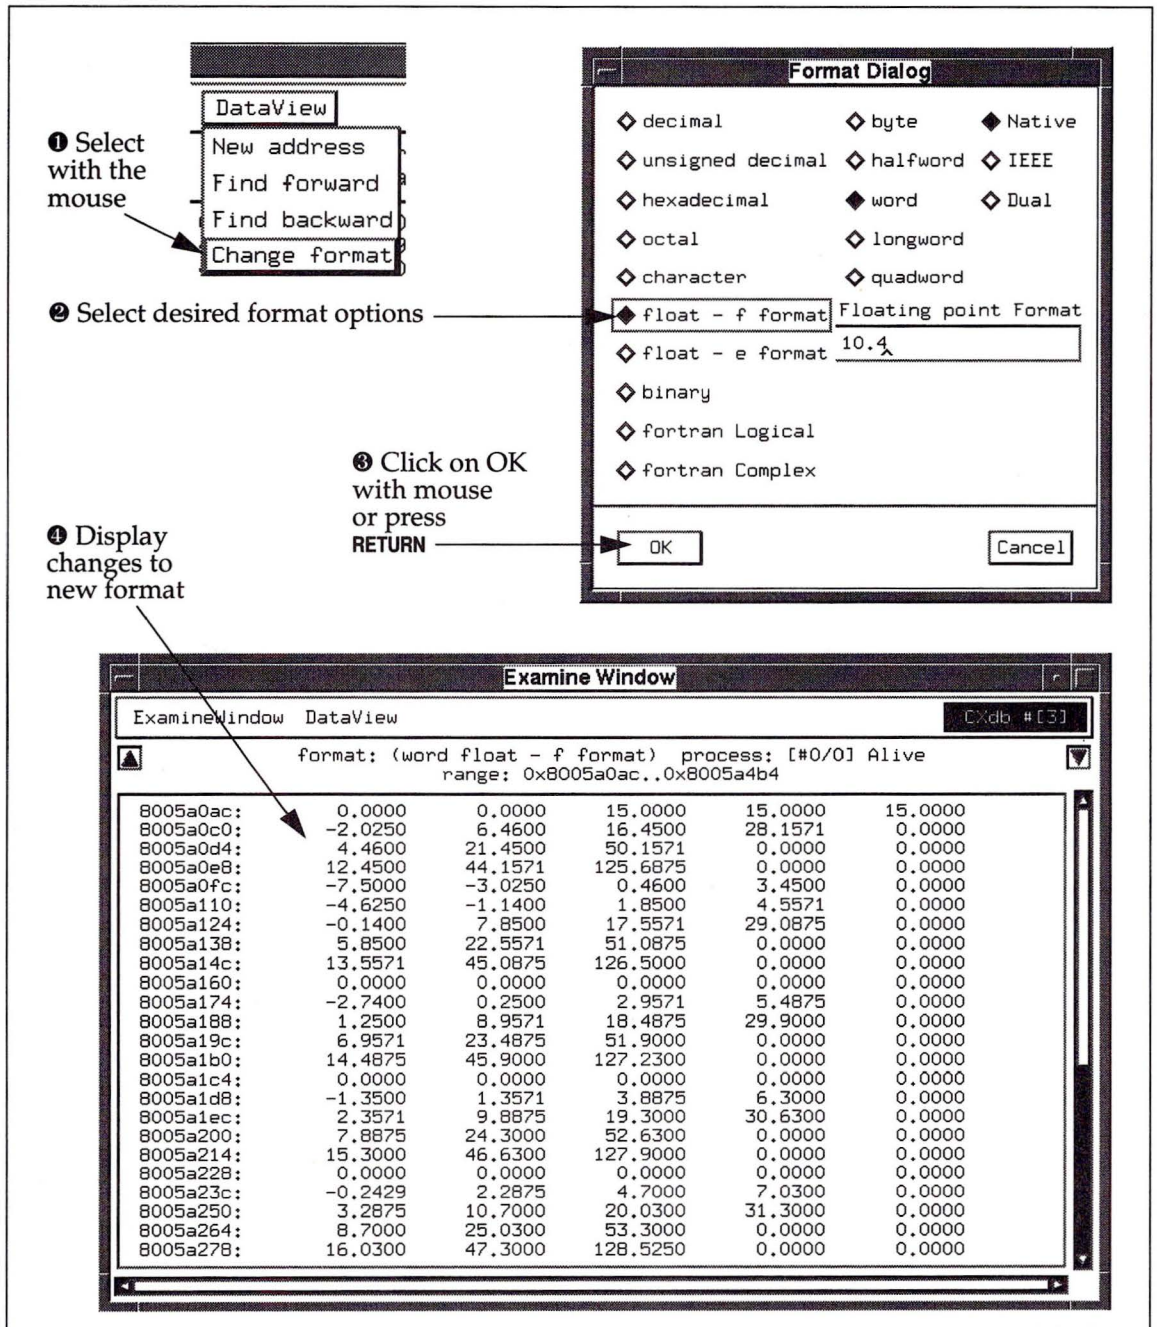 DataView
New address
Find forward
Find backward
Change format
❶ Select
with the
mouse
❷ Select desired format options
Format Dialog
decimal byte Native
unsigned decimal halfword IEEE
hexadecimal word Dual
octal longword
character quadword
float - f format Floating point Format
float - e format 10.4
binary
fortran Logical
fortran Complex
OK Cancel
❸ Click on OK
with mouse
or press
RETURN
❹ Display
changes to
new format
Examine Window
ExamineWindow DataView CXdb #[3]
format: (word float - f format) process: [#0/0] Alive
range: 0x8005a0ac..0x8005a4b4
8005a0ac: 0.0000 0.0000 15.0000 15.0000 15.0000
8005a0c0: -2.0250 6.4600 16.4500 28.1571 0.0000
8005a0d4: 4.4600 21.4500 50.1571 0.0000 0.0000
8005a0e8: 12.4500 44.1571 125.6875 0.0000 0.0000
8005a0fc: -7.5000 -3.0250 0.4600 3.4500 0.0000
8005a110: -4.6250 -1.1400 1.8500 4.5571 0.0000
8005a124: -0.1400 7.8500 17.5571 29.0875 0.0000
8005a138: 5.8500 22.5571 51.0875 0.0000 0.0000
8005a14c: 13.5571 45.0875 126.5000 0.0000 0.0000
8005a160: 0.0000 0.0000 0.0000 0.0000 0.0000
8005a174: -2.7400 0.2500 2.9571 5.4875 0.0000
8005a188: 1.2500 8.9571 18.4875 29.9000 0.0000
8005a19c: 6.9571 23.4875 51.9000 0.0000 0.0000
8005a1b0: 14.4875 45.9000 127.2300 0.0000 0.0000
8005a1c4: 0.0000 0.0000 0.0000 0.0000 0.0000
8005a1d8: -1.3500 1.3571 3.8875 6.3000 0.0000
8005a1ec: 2.3571 9.8875 19.3000 30.6300 0.0000
8005a200: 7.8875 24.3000 52.6300 0.0000 0.0000
8005a214: 15.3000 46.6300 127.9000 0.0000 0.0000
8005a228: 0.0000 0.0000 0.0000 0.0000 0.0000
8005a23c: -0.2429 2.2875 4.7000 7.0300 0.0000
8005a250: 3.2875 10.7000 20.0300 31.3000 0.0000
8005a264: 8.7000 25.0300 53.3000 0.0000 0.0000
8005a278: 16.0300 47.3000 128.5250 0.0000 0.0000